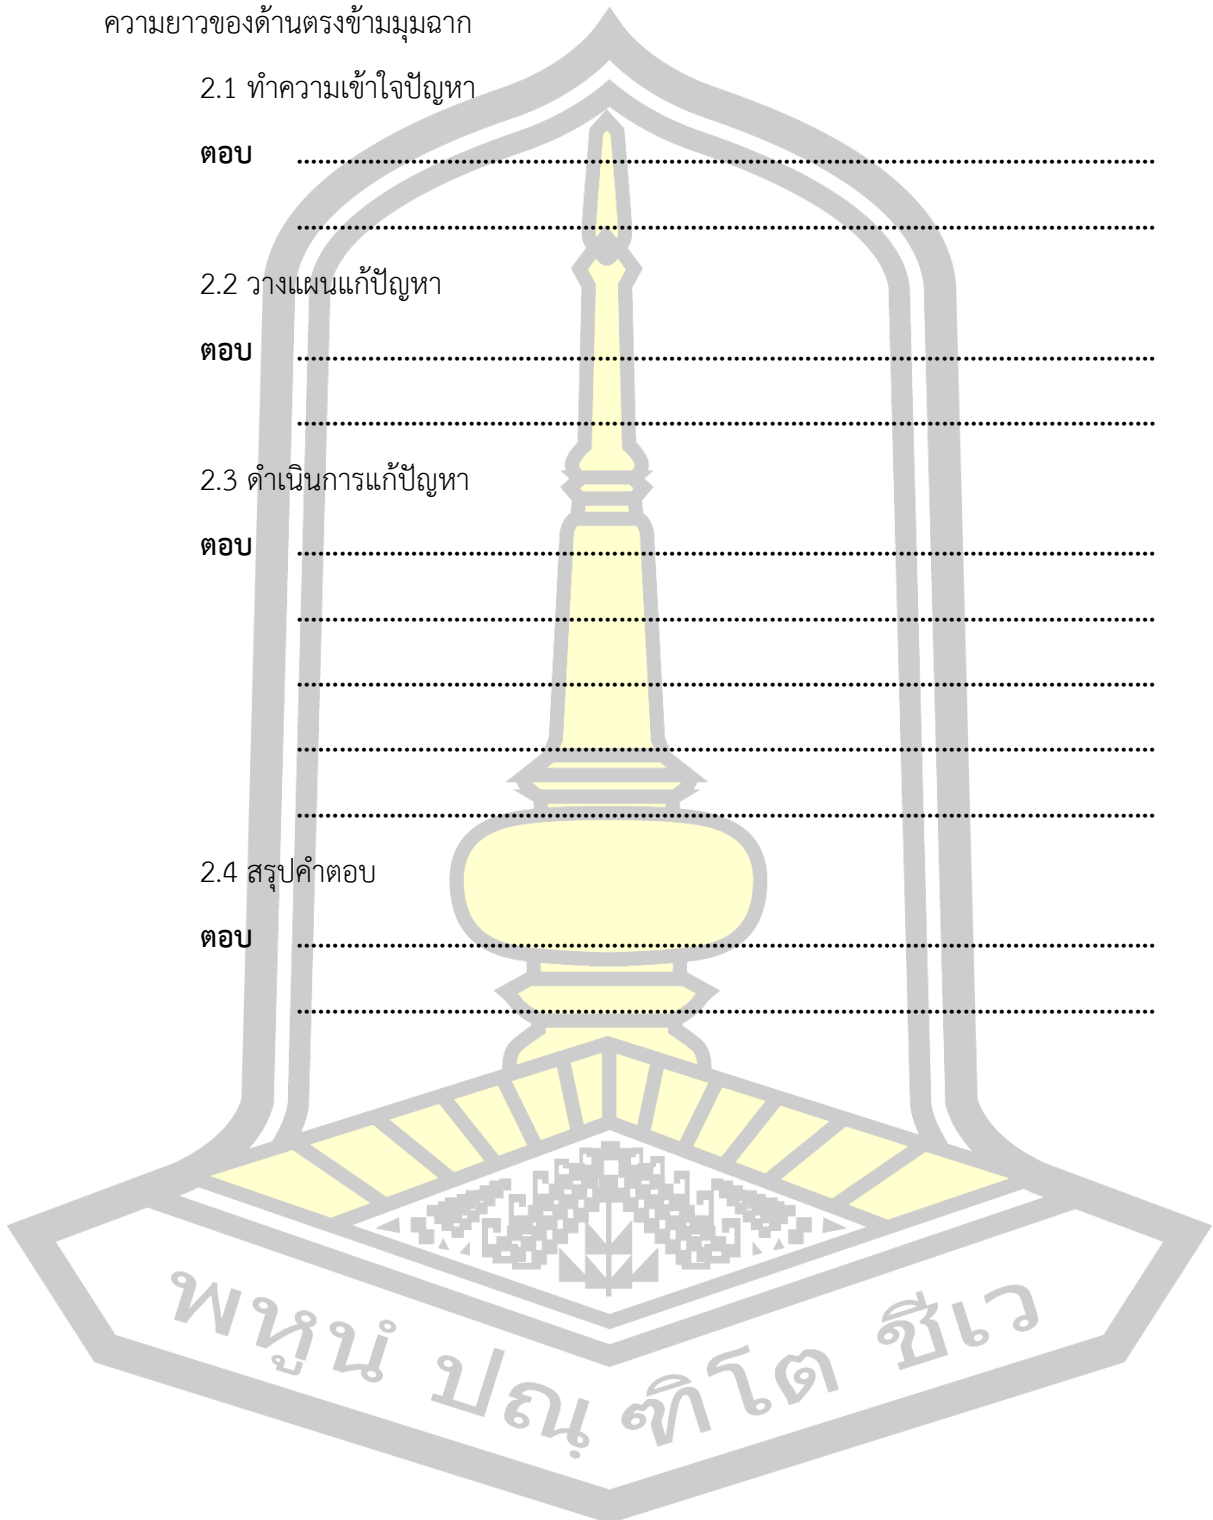 ความยาวของด้านตรงข้ามมุมฉาก
2.1 ทำความเข้าใจปัญหา
ตอบ ........................................................................................................................
........................................................................................................................
2.2 วางแผนแก้ปัญหา
ตอบ ........................................................................................................................
........................................................................................................................
2.3 ดำเนินการแก้ปัญหา
ตอบ ........................................................................................................................
........................................................................................................................
........................................................................................................................
........................................................................................................................
........................................................................................................................
2.4 สรุปคำตอบ
ตอบ ........................................................................................................................
........................................................................................................................
พหูนํ ปณฺฑิโต ชีเว